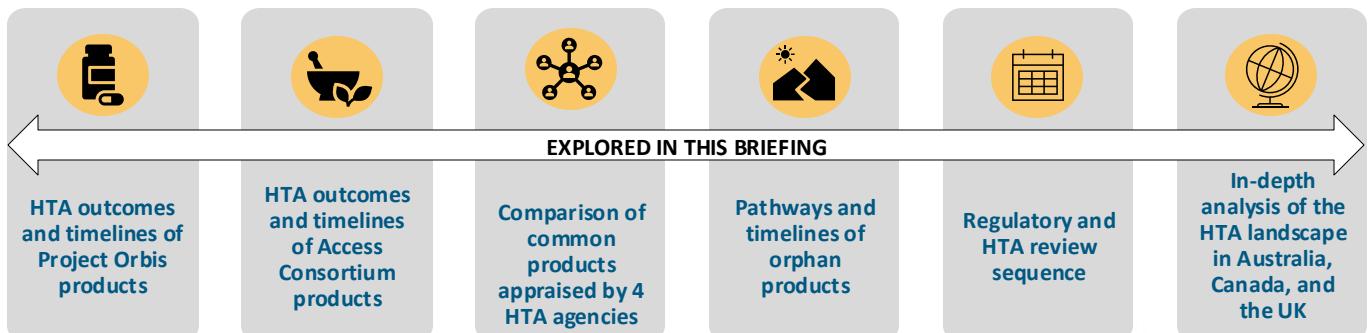 EXPLORED IN THIS BRIEFING
HTA outcomes
and timelines of
Project Orbis
products
HTA outcomes
and timelines
of Access
Consortium
products
Comparison of
common
products
appraised by 4
HTA agencies
Pathways and
timelines of
orphan
products
Regulatory and
HTA review
sequence
In-depth
analysis of the
HTA landscape
in Australia,
Canada, and
the UK